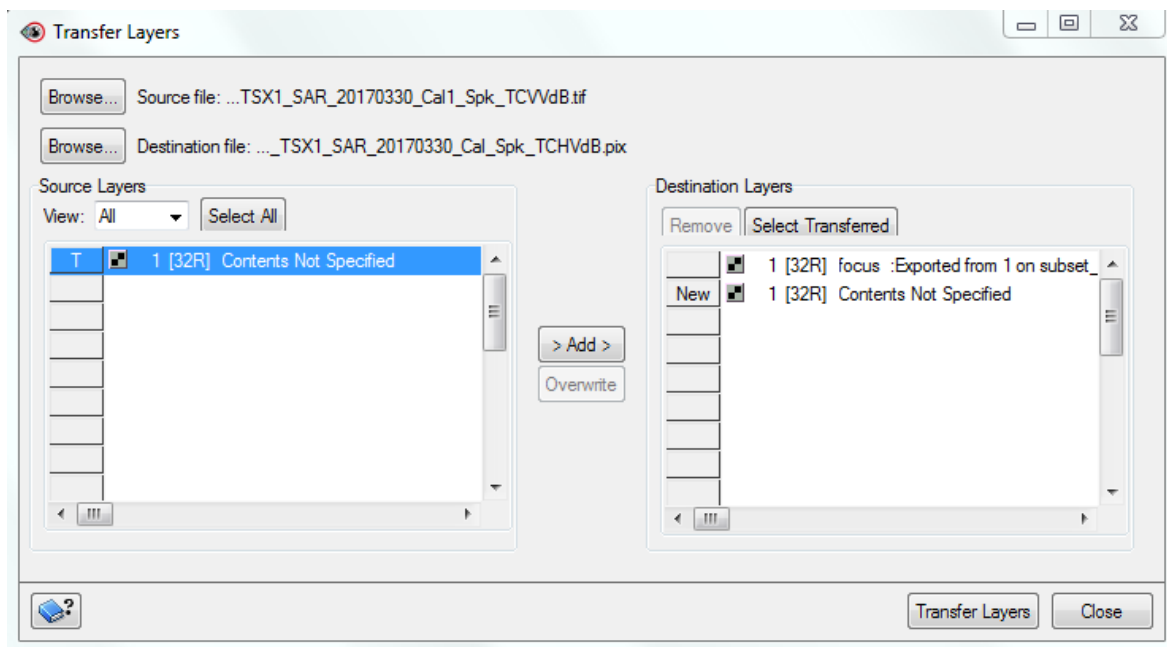 Transfer Layers
Browse... Source file: ...TSX1_SAR_20170330_Cal1_Spk_TCVVdB.tif
Browse... Destination file: ..._TSX1_SAR_20170330_Cal_Spk_TCHVdB.pix
Source Layers
View: All Select All
T 1 [32R] Contents Not Specified
> Add >
Overwrite
Destination Layers
Remove Select Transferred
1 [32R] focus :Exported from 1 on subset_
New 1 [32R] Contents Not Specified
Transfer Layers Close